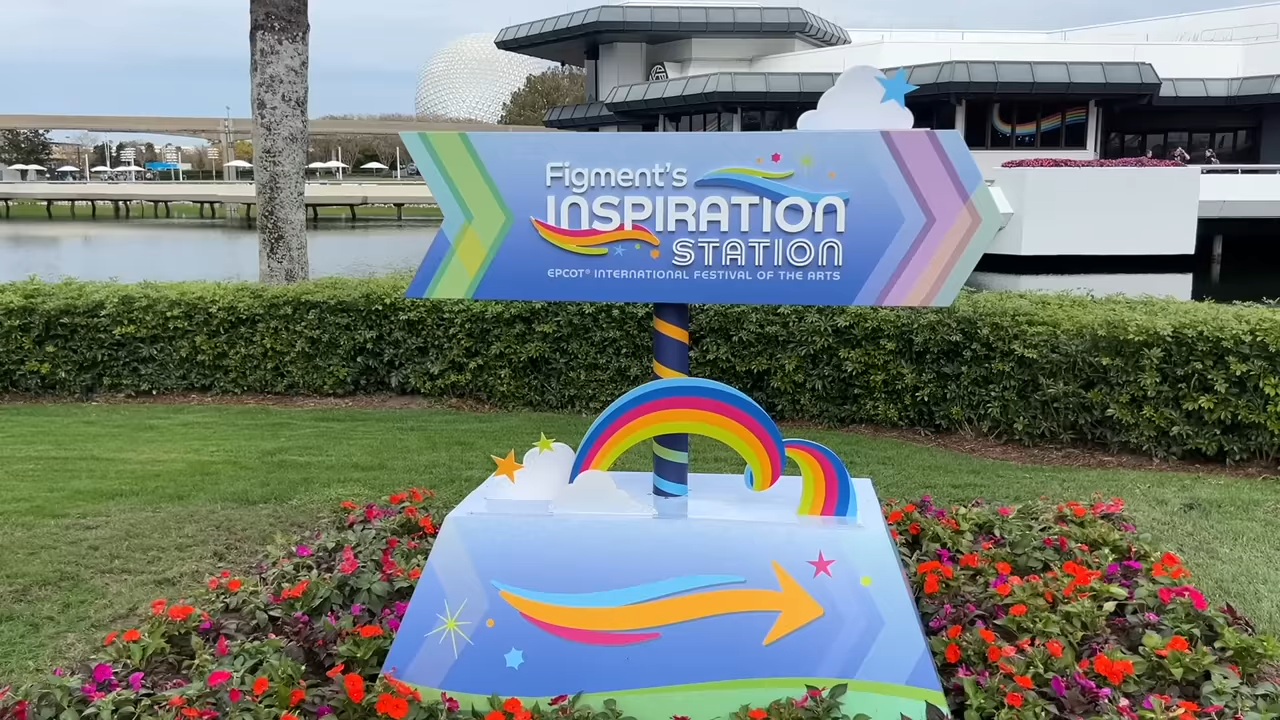 Figment's
INSPIRATION
STATION
EPCOT® INTERNATIONAL FESTIVAL OF THE ARTS